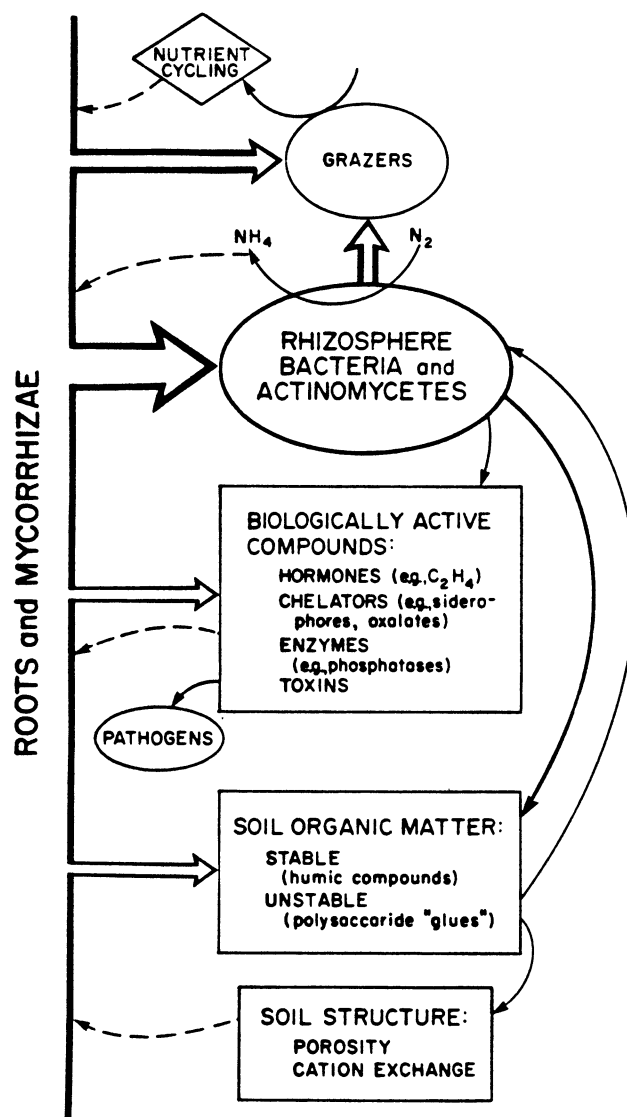 NUTRIENT
CYCLING
GRAZERS
NH₄
N₂
RHIZOSPHERE
BACTERIA and
ACTINOMYCETES
ROOTS and MYCORRHIZAE
BIOLOGICALLY ACTIVE
COMPOUNDS:
HORMONES (e.g., C₂H₄)
CHELATORS (e.g., sidero-
phores, oxalates)
ENZYMES
(e.g., phosphatases)
TOXINS
PATHOGENS
SOIL ORGANIC MATTER:
STABLE
(humic compounds)
UNSTABLE
(polysaccaride "glues")
SOIL STRUCTURE:
POROSITY
CATION EXCHANGE